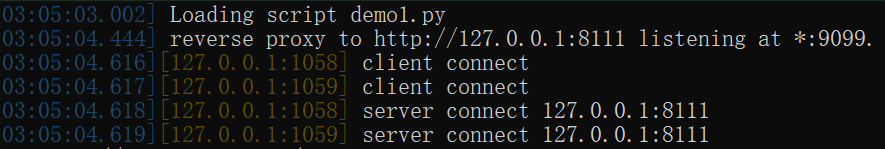 03:05:03.002] Loading script demo1.py
03:05:04.444] reverse proxy to http://127.0.0.1:8111 listening at *:9099.
03:05:04.616][127.0.0.1:1058] client connect
03:05:04.617][127.0.0.1:1059] client connect
03:05:04.618][127.0.0.1:1058] server connect 127.0.0.1:8111
03:05:04.619][127.0.0.1:1059] server connect 127.0.0.1:8111